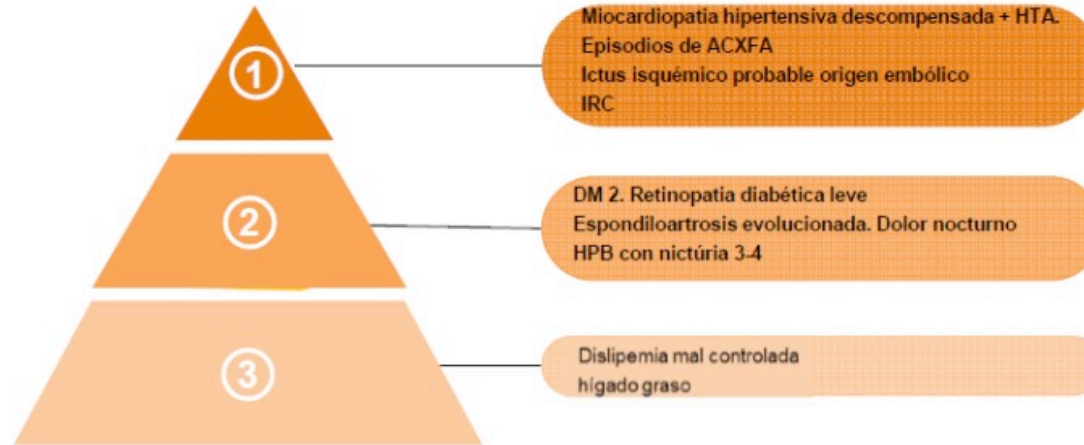 1
Miocardiopatia hipertensiva descompensada + HTA.
Episodios de ACXFA
Ictus isquémico probable origen embólico
IRC
2
DM 2. Retinopatia diabética leve
Espondiloartrosis evolucionada. Dolor nocturno
HPB con nictúria 3-4
3
Dislipemia mal controlada
hígado graso